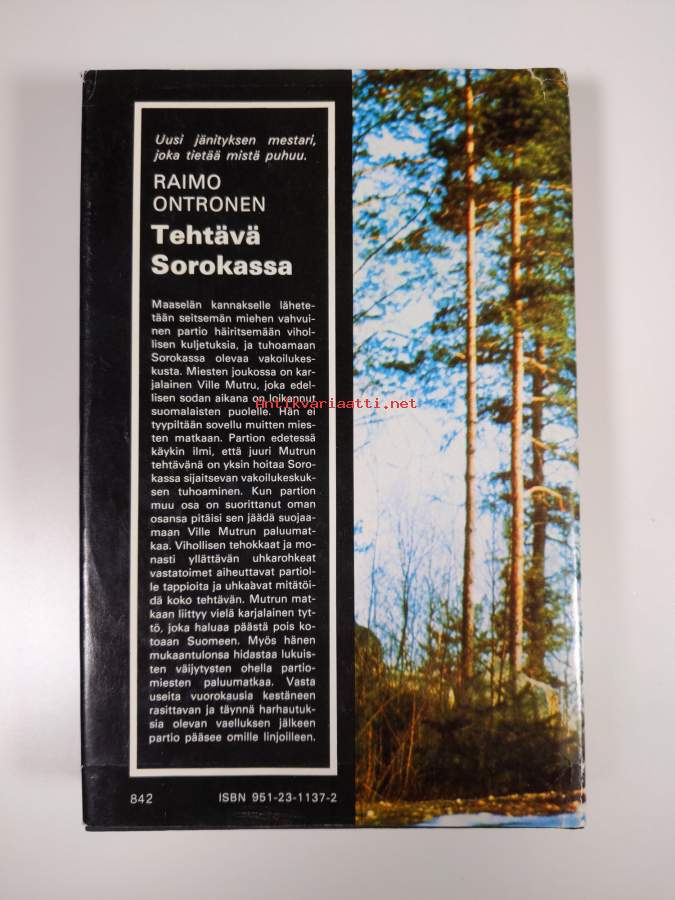 Uusi jänityksen mestari,
joka tietää mistä puhuu.
RAIMO
ONTRONEN
Tehtävä
Sorokassa
Maaselän kannakselle lähete-
tään seitsemän miehen vahvui-
nen partio häiritsemään vihol-
lisen kuljetuksia, ja tuhoamaan
Sorokassa olevaa vakoilukes-
kusta. Miesten joukossa on kar-
jalainen Ville Mutru, joka edel-
lisen sodan aikana on loikannut
suomalaisten puolelle. Hän ei
tyypiltään sovellu muitten mies-
ten matkaan. Partion edetessä
käykin ilmi, että juuri Mutrun
tehtävänä on yksin hoitaa Soro-
kassa sijaitsevan vakoilukeskuk-
sen tuhoaminen. Kun partion
muu osa on suorittanut oman
osansa pitäisi sen jäädä suojaa-
maan Ville Mutrun paluumat-
kaa. Vihollisen tehokkaat ja mo-
nasti yllättävän uhkarohkeat
vastatoimet aiheuttavat partiol-
le tappioita ja uhkaavat mitätöi-
dä koko tehtävän. Mutrun mat-
kaan liittyy vielä karjalainen tyt-
tö, joka haluaa päästä pois ko-
toaan Suomeen. Myös hänen
mukaantulonsa hidastaa lukuis-
ten väijytysten ohella partio-
miesten paluumatkaa. Vasta
useita vuorokausia kestäneen
rasittavan ja täynnä harhautuk-
sia olevan vaelluksen jälkeen
partio pääsee omille linjoilleen.
842 ISBN 951-23-1137-2
Antikvariaatti.net